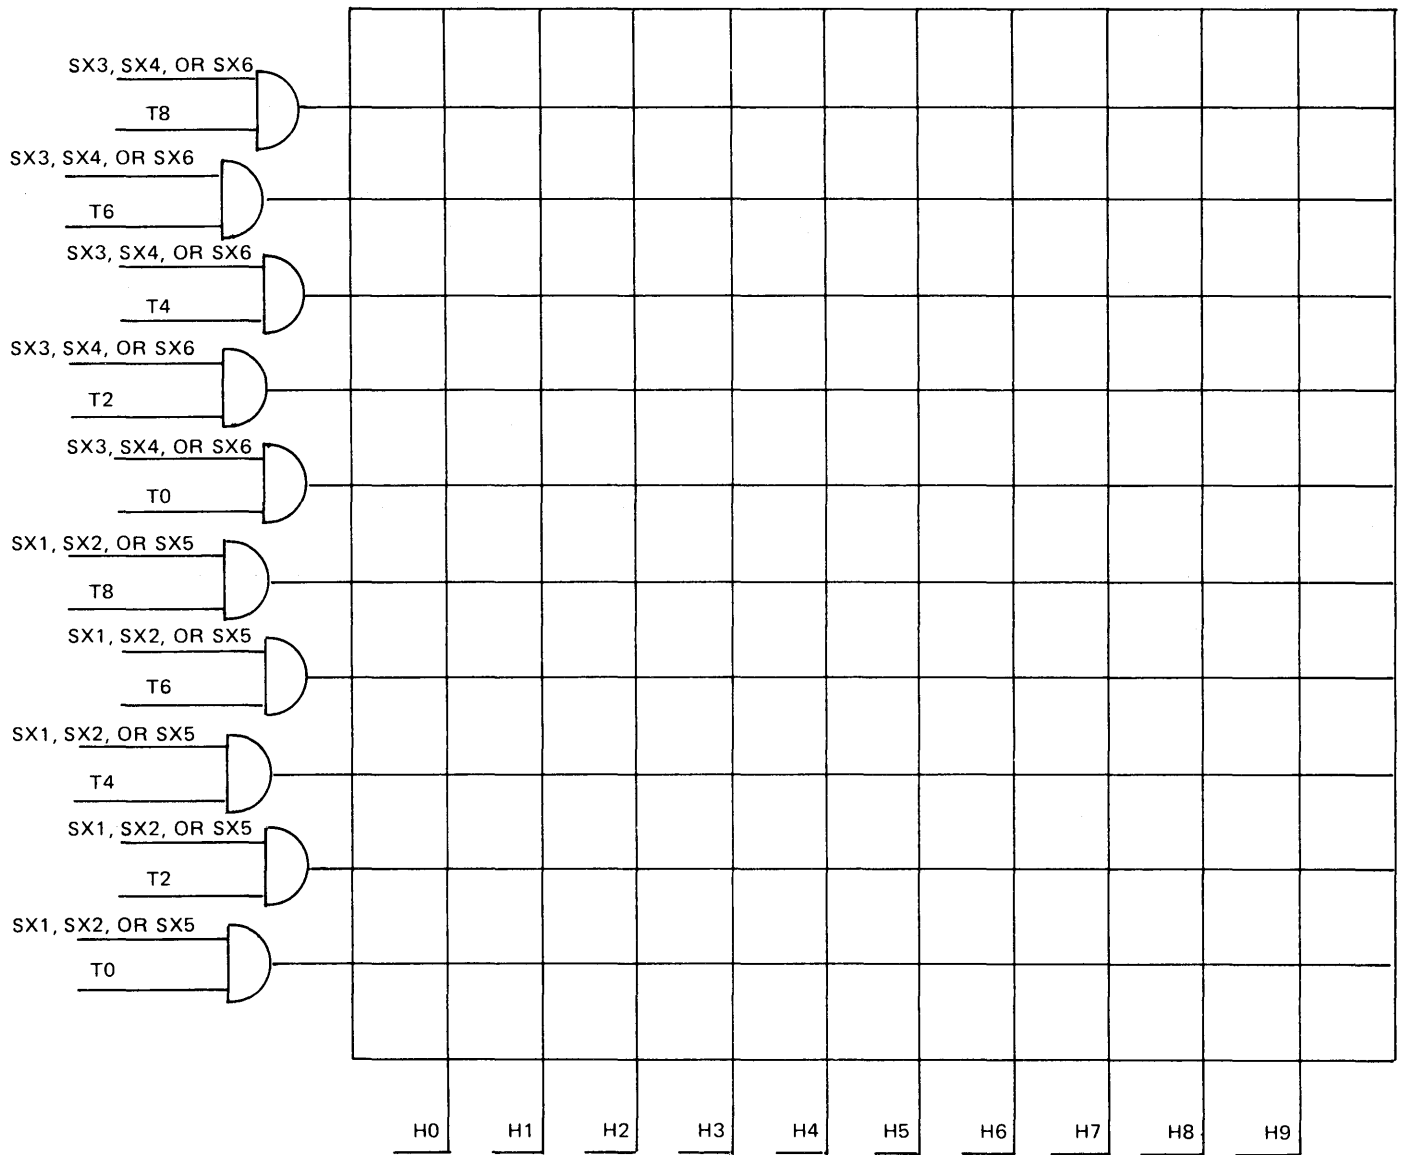 SX3, SX4, OR SX6
T8
SX3, SX4, OR SX6
T6
SX3, SX4, OR SX6
T4
SX3, SX4, OR SX6
T2
SX3, SX4, OR SX6
T0
SX1, SX2, OR SX5
T8
SX1, SX2, OR SX5
T6
SX1, SX2, OR SX5
T4
SX1, SX2, OR SX5
T2
SX1, SX2, OR SX5
T0
H0 H1 H2 H3 H4 H5 H6 H7 H8 H9